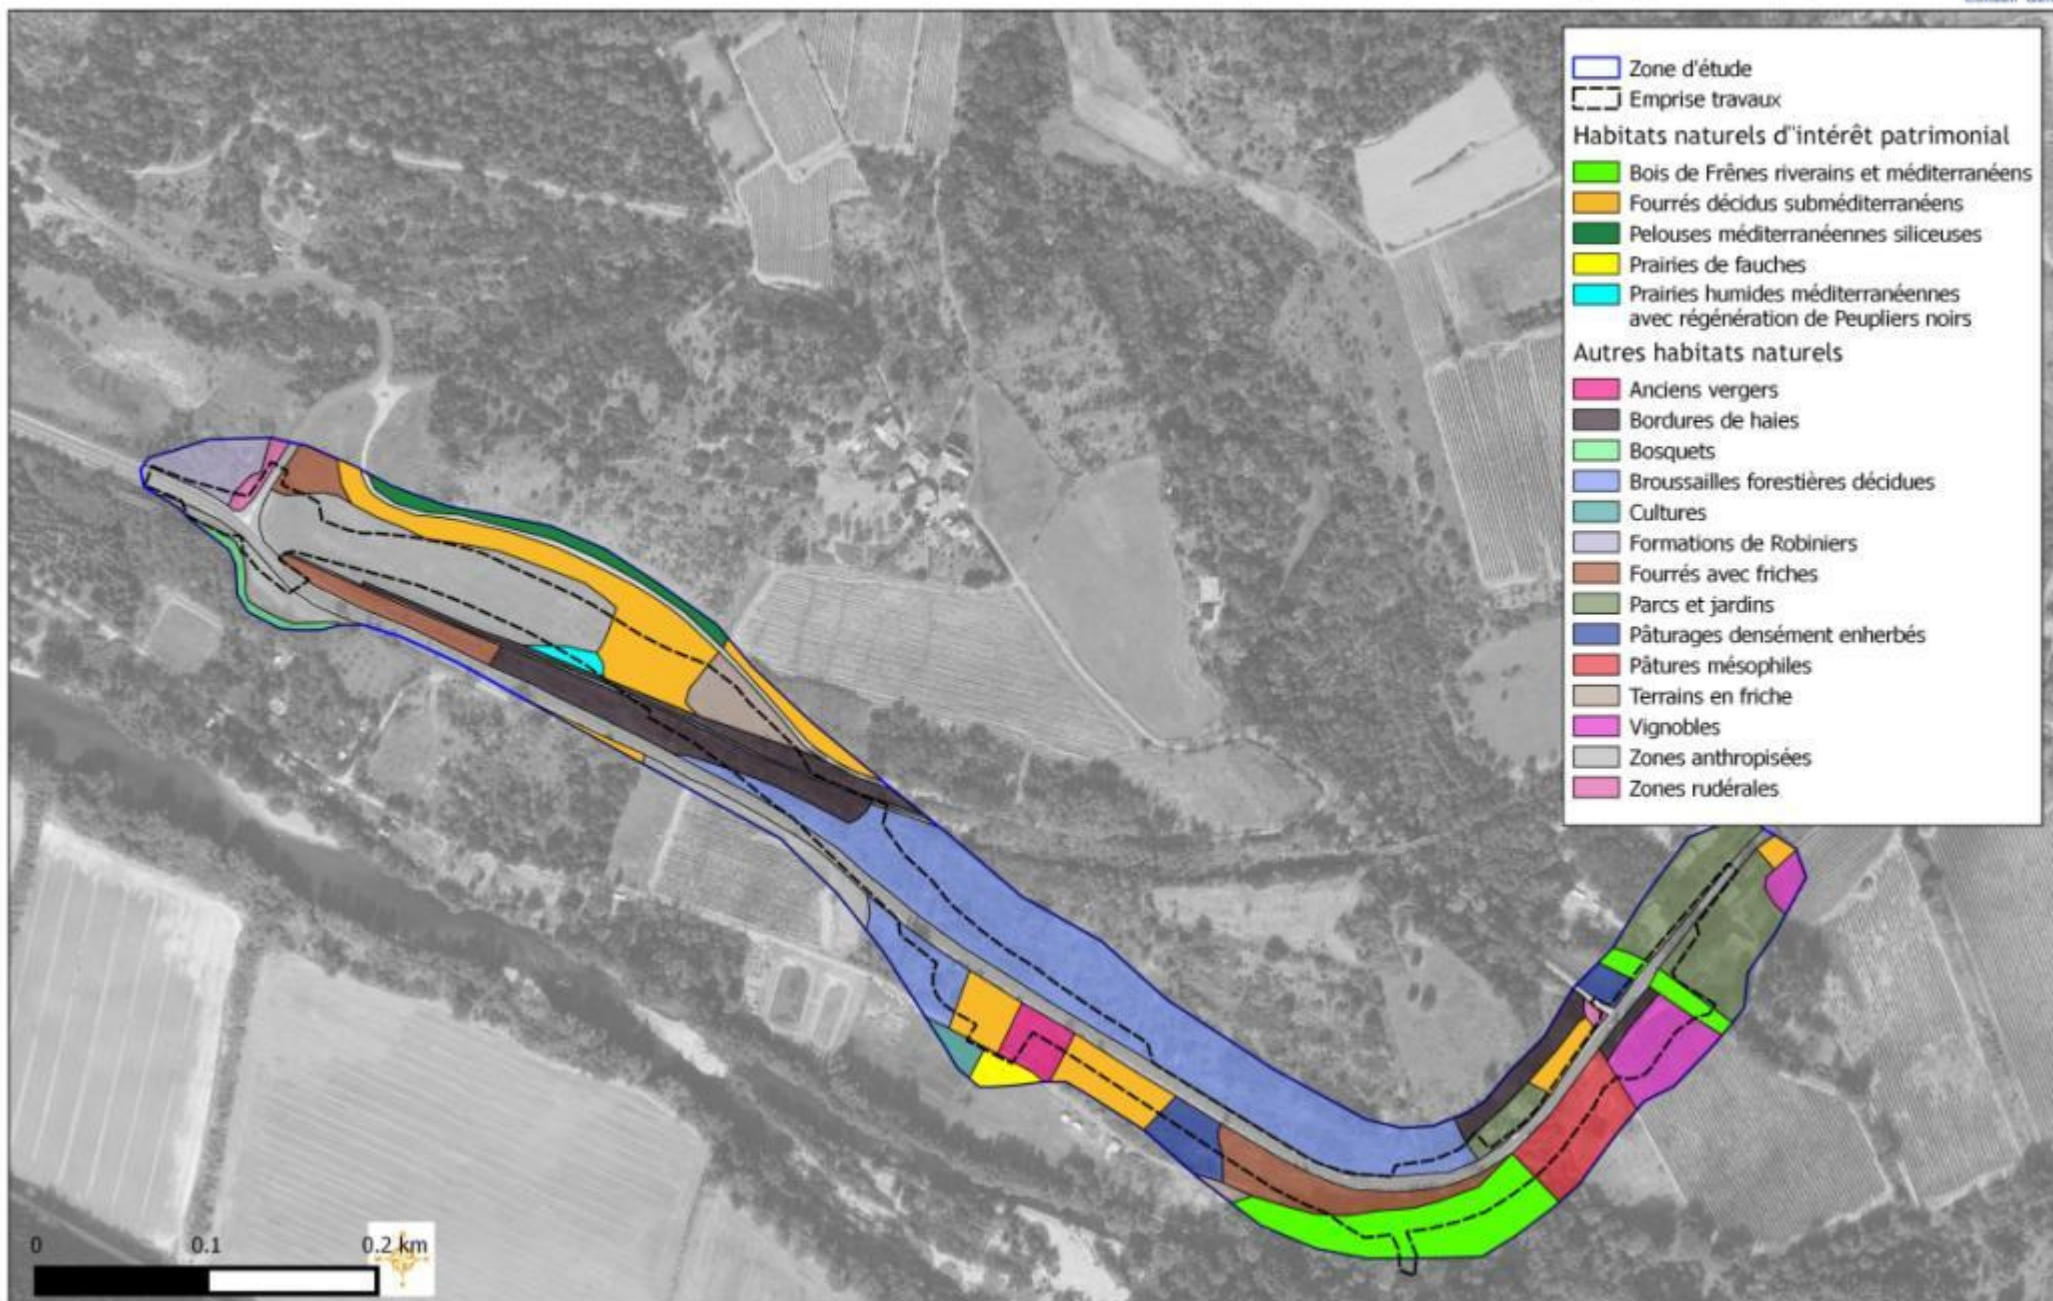 Zone d'étude
Emprise travaux
Habitats naturels d"intérêt patrimonial
Bois de Frênes riverains et méditerranéens
Fourrés décidus subméditerranéens
Pelouses méditerranéennes siliceuses
Prairies de fauches
Prairies humides méditerranéennes
avec régénération de Peupliers noirs
Autres habitats naturels
Anciens vergers
Bordures de haies
Bosquets
Broussailles forestières décidues
Cultures
Formations de Robiniers
Fourrés avec friches
Parcs et jardins
Pâturages densément enherbés
Pâtures mésophiles
Terrains en friche
Vignobles
Zones anthropisées
Zones rudérales
0 0.1 0.2 km